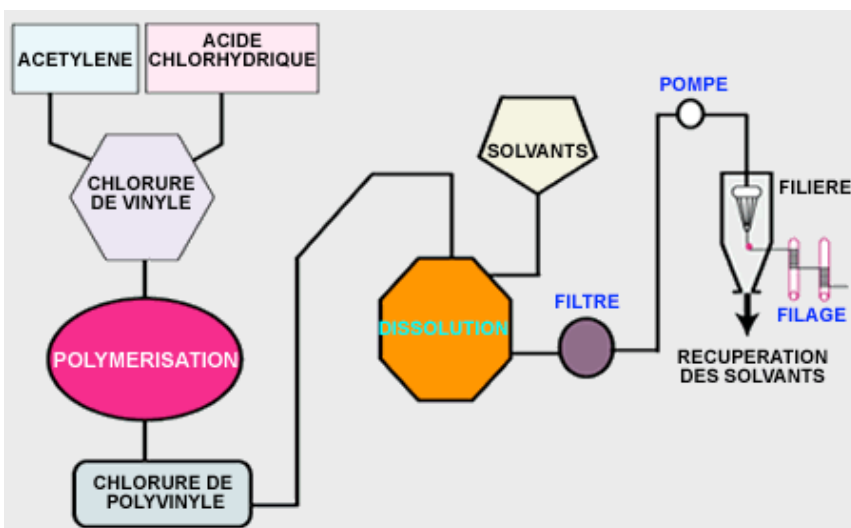 ACETYLENE
ACIDE
CHLORHYDRIQUE
CHLORURE
DE VINYLE
POLYMERISATION
CHLORURE DE
POLYVINYLE
SOLVANTS
DISSOLUTION
FILTRE
POMPE
FILIERE
FILAGE
RECUPERATION
DES SOLVANTS